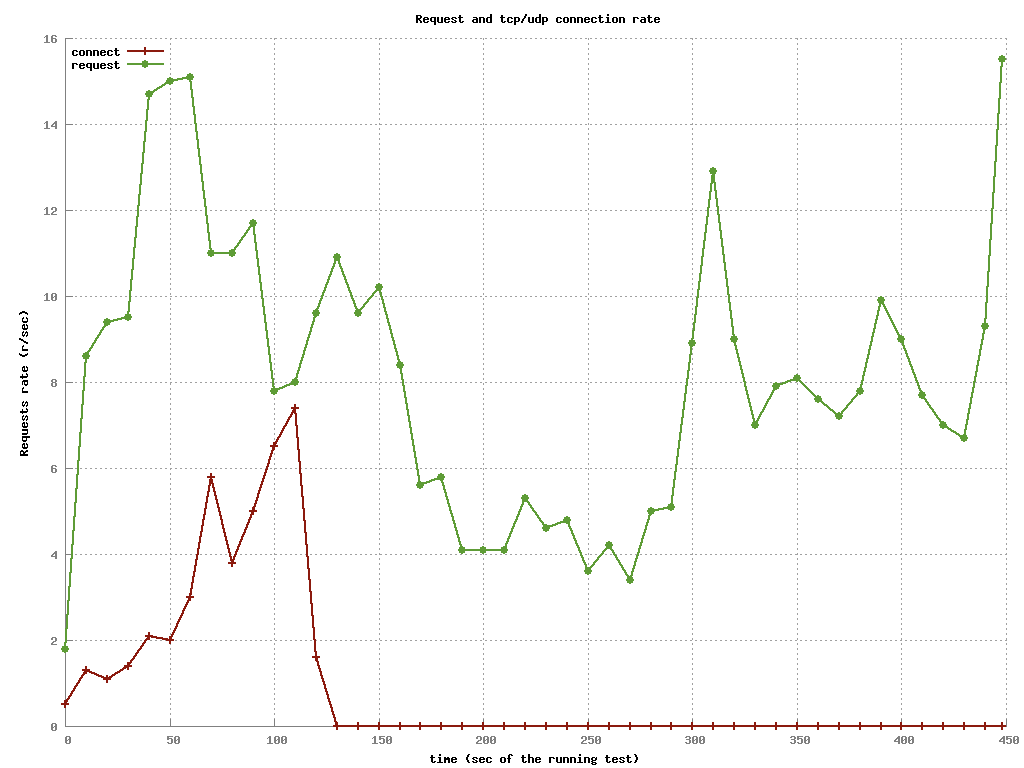 Request and tcp/udp connection rate
16
connect
request
14
12
10
8
6
4
2
0
Requests rate (r/sec)
0 50 100 150 200 250 300 350 400 450
time (sec of the running test)